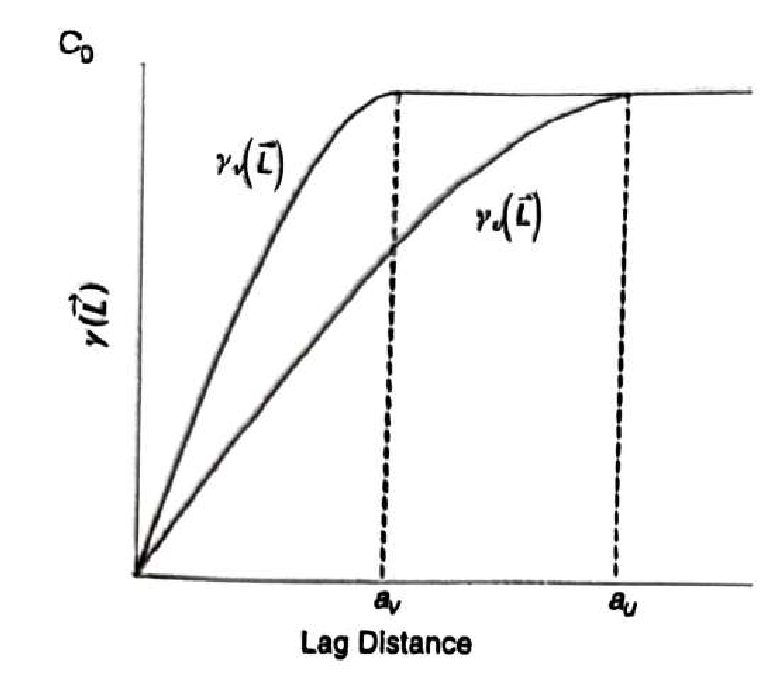 C₀
γᵥ(L⃗)
γᵤ(L⃗)
γ(L⃗)
aᵥ
aᵤ
Lag Distance